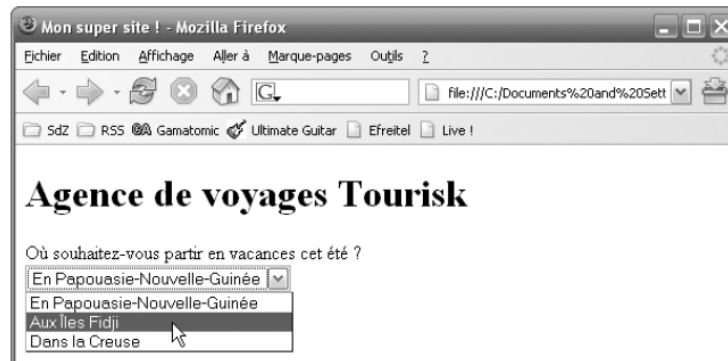 Mon super site ! - Mozilla Firefox
Fichier Edition Affichage Aller à Marque-pages Outils ?
G file:///C:/Documents%20and%20Sett
SdZ RSS GA Gamatomic Ultimate Guitar Efreitel Live !
Agence de voyages Tourisk
Où souhaitez-vous partir en vacances cet été ?
En Papouasie-Nouvelle-Guinée
En Papouasie-Nouvelle-Guinée
Aux Îles Fidji
Dans la Creuse